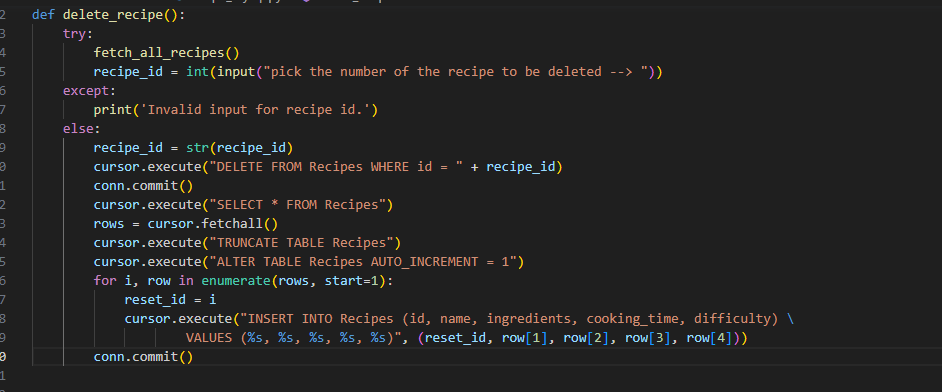 2 def delete_recipe():
3     try:
4         fetch_all_recipes()
5         recipe_id = int(input("pick the number of the recipe to be deleted --> "))
6     except:
7         print('Invalid input for recipe id.')
8     else:
9         recipe_id = str(recipe_id)
0         cursor.execute("DELETE FROM Recipes WHERE id = " + recipe_id)
1         conn.commit()
2         cursor.execute("SELECT * FROM Recipes")
3         rows = cursor.fetchall()
4         cursor.execute("TRUNCATE TABLE Recipes")
5         cursor.execute("ALTER TABLE Recipes AUTO_INCREMENT = 1")
6         for i, row in enumerate(rows, start=1):
7             reset_id = i
8             cursor.execute("INSERT INTO Recipes (id, name, ingredients, cooking_time, difficulty) \
9                     VALUES (%s, %s, %s, %s, %s)", (reset_id, row[1], row[2], row[3], row[4]))
0         conn.commit()
1